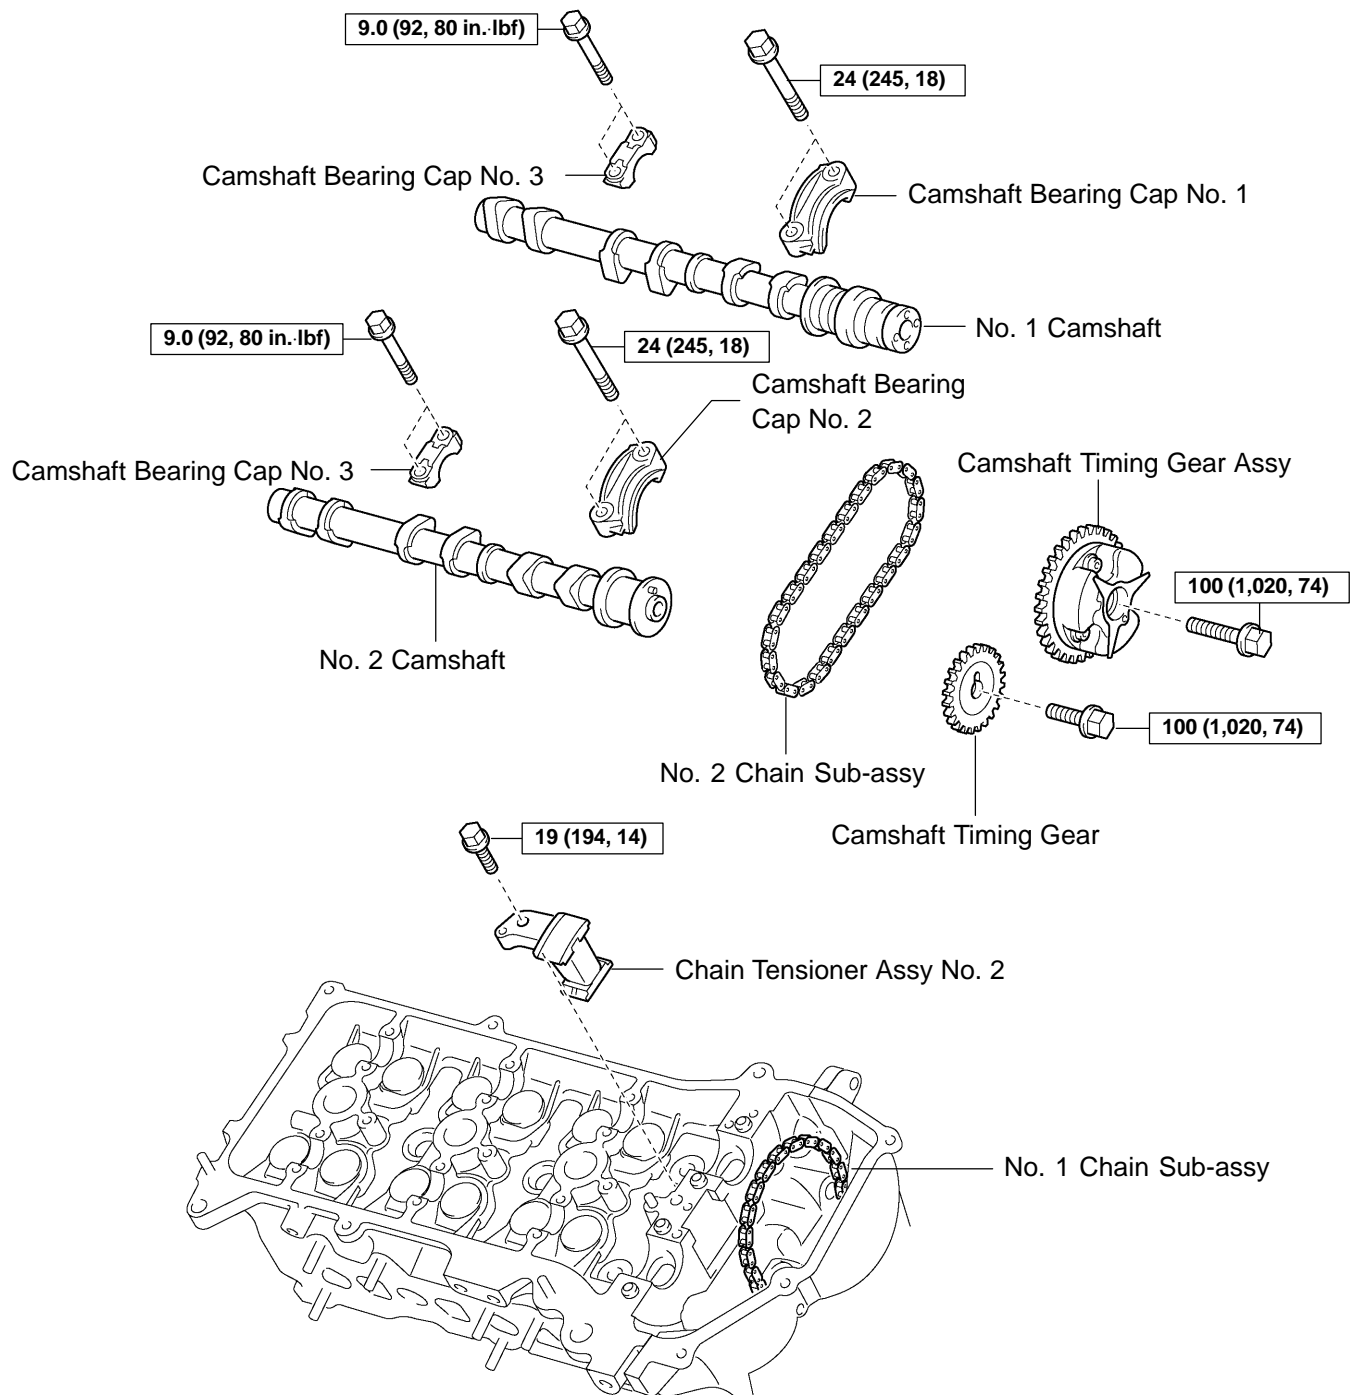 9.0 (92, 80 in.·lbf)
24 (245, 18)
Camshaft Bearing Cap No. 3
Camshaft Bearing Cap No. 1
No. 1 Camshaft
9.0 (92, 80 in.·lbf)
24 (245, 18)
Camshaft Bearing
Cap No. 2
Camshaft Bearing Cap No. 3
Camshaft Timing Gear Assy
100 (1,020, 74)
No. 2 Camshaft
100 (1,020, 74)
No. 2 Chain Sub-assy
Camshaft Timing Gear
19 (194, 14)
Chain Tensioner Assy No. 2
No. 1 Chain Sub-assy